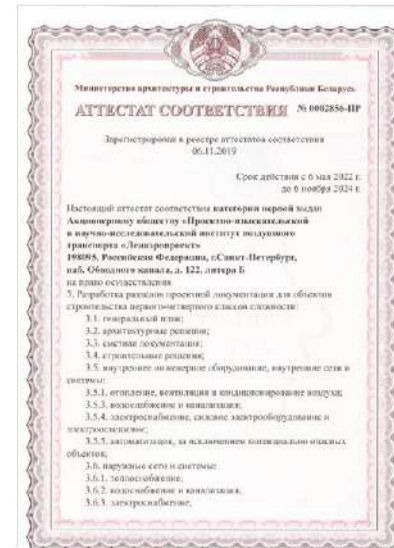 Министерство архитектуры и строительства Республики Беларусь
АТТЕСТАТ СООТВЕТСТВИЯ № 0002856-ПР
Зарегистрирован в реестре аттестатов соответствия
06.11.2019
Срок действия с 6 мая 2022 г.
до 6 ноября 2024 г.
Настоящий аттестат соответствия категории первой выдан
Акционерному обществу «Проектно-изыскательский
и научно-исследовательский институт воздушного
транспорта «Ленаэропроект»
198095, Российская Федерация, г.Санкт-Петербург,
наб. Обводного канала, д. 122, литера Б
на право осуществления
3. Разработка разделов проектной документации для объектов
строительства первого-четвертого классов сложности:
3.1. генеральный план;
3.2. архитектурные решения;
3.3. сметная документация;
3.4. строительные решения;
3.5. внутреннее инженерное оборудование, внутренние сети и
системы:
3.5.1. отопление, вентиляция и кондиционирование воздуха;
3.5.3. водоснабжение и канализация;
3.5.4. электроснабжение, силовое электрооборудование и
электроосвещение;
3.5.5. автоматизация, за исключением потенциально опасных
объектов;
3.6. наружные сети и системы:
3.6.1. теплоснабжение;
3.6.2. водоснабжение и канализация;
3.6.3. электроснабжение;